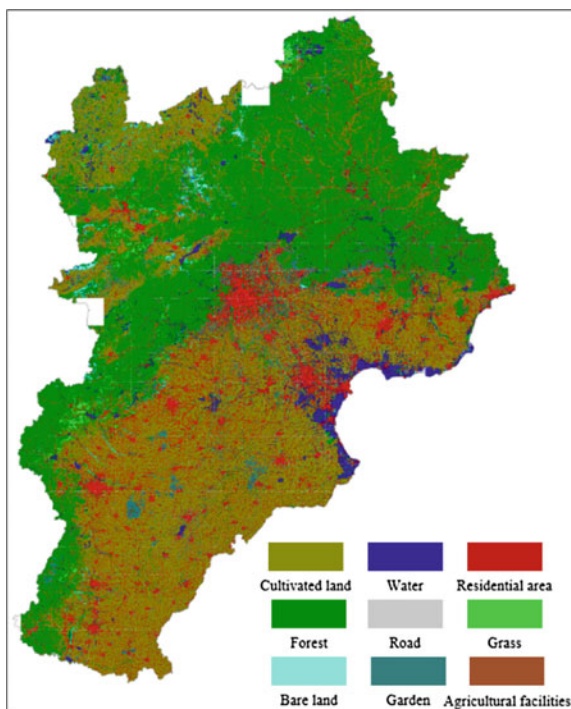 Cultivated land Water Residential area
Forest Road Grass
Bare land Garden Agricultural facilities